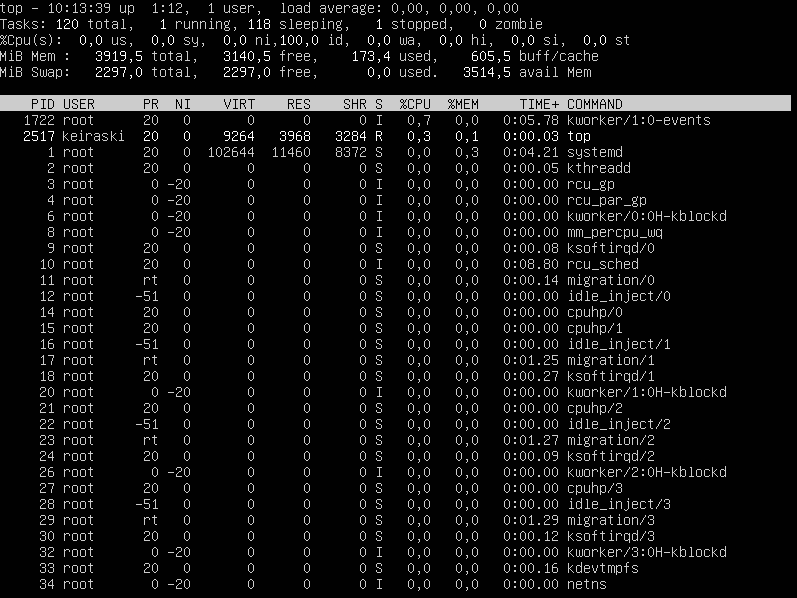 top - 10:13:39 up  1:12,  1 user,  load average: 0,00, 0,00, 0,00
Tasks: 120 total,   1 running, 118 sleeping,   1 stopped,   0 zombie
%Cpu(s):  0,0 us,  0,0 sy,  0,0 ni,100,0 id,  0,0 wa,  0,0 hi,  0,0 si,  0,0 st
MiB Mem :   3919,5 total,   3140,5 free,    173,4 used,    605,5 buff/cache
MiB Swap:   2297,0 total,   2297,0 free,      0,0 used.   3514,5 avail Mem
PID USER      PR  NI    VIRT    RES    SHR S  %CPU  %MEM     TIME+ COMMAND
1722 root      20   0       0      0      0 I   0,7   0,0   0:05.78 kworker/1:0-events
2517 keiraski  20   0    9264   3968   3284 R   0,3   0,1   0:00.03 top
1 root      20   0  102644  11460   8372 S   0,0   0,3   0:04.21 systemd
2 root      20   0       0      0      0 S   0,0   0,0   0:00.05 kthreadd
3 root       0 -20       0      0      0 I   0,0   0,0   0:00.00 rcu_gp
4 root       0 -20       0      0      0 I   0,0   0,0   0:00.00 rcu_par_gp
6 root       0 -20       0      0      0 I   0,0   0,0   0:00.00 kworker/0:0H-kblockd
8 root       0 -20       0      0      0 I   0,0   0,0   0:00.00 mm_percpu_wq
9 root      20   0       0      0      0 S   0,0   0,0   0:00.08 ksoftirqd/0
10 root      20   0       0      0      0 I   0,0   0,0   0:08.80 rcu_sched
11 root      rt   0       0      0      0 S   0,0   0,0   0:00.14 migration/0
12 root     -51   0       0      0      0 S   0,0   0,0   0:00.00 idle_inject/0
14 root      20   0       0      0      0 S   0,0   0,0   0:00.00 cpuhp/0
15 root      20   0       0      0      0 S   0,0   0,0   0:00.00 cpuhp/1
16 root     -51   0       0      0      0 S   0,0   0,0   0:00.00 idle_inject/1
17 root      rt   0       0      0      0 S   0,0   0,0   0:01.25 migration/1
18 root      20   0       0      0      0 S   0,0   0,0   0:00.27 ksoftirqd/1
20 root       0 -20       0      0      0 I   0,0   0,0   0:00.00 kworker/1:0H-kblockd
21 root      20   0       0      0      0 S   0,0   0,0   0:00.00 cpuhp/2
22 root     -51   0       0      0      0 S   0,0   0,0   0:00.00 idle_inject/2
23 root      rt   0       0      0      0 S   0,0   0,0   0:01.27 migration/2
24 root      20   0       0      0      0 S   0,0   0,0   0:00.09 ksoftirqd/2
26 root       0 -20       0      0      0 I   0,0   0,0   0:00.00 kworker/2:0H-kblockd
27 root      20   0       0      0      0 S   0,0   0,0   0:00.00 cpuhp/3
28 root     -51   0       0      0      0 S   0,0   0,0   0:00.00 idle_inject/3
29 root      rt   0       0      0      0 S   0,0   0,0   0:01.29 migration/3
30 root      20   0       0      0      0 S   0,0   0,0   0:00.12 ksoftirqd/3
32 root       0 -20       0      0      0 I   0,0   0,0   0:00.00 kworker/3:0H-kblockd
33 root      20   0       0      0      0 S   0,0   0,0   0:00.16 kdevtmpfs
34 root       0 -20       0      0      0 I   0,0   0,0   0:00.00 netns